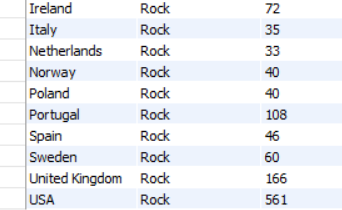 Ireland Rock 72
Italy Rock 35
Netherlands Rock 33
Norway Rock 40
Poland Rock 40
Portugal Rock 108
Spain Rock 46
Sweden Rock 60
United Kingdom Rock 166
USA Rock 561